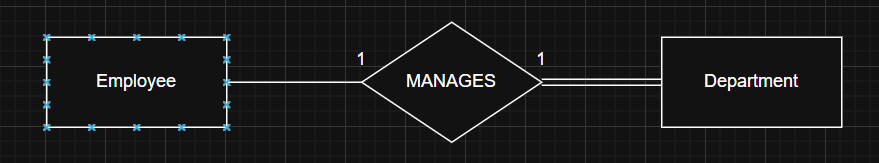 1
1
Employee
MANAGES
Department